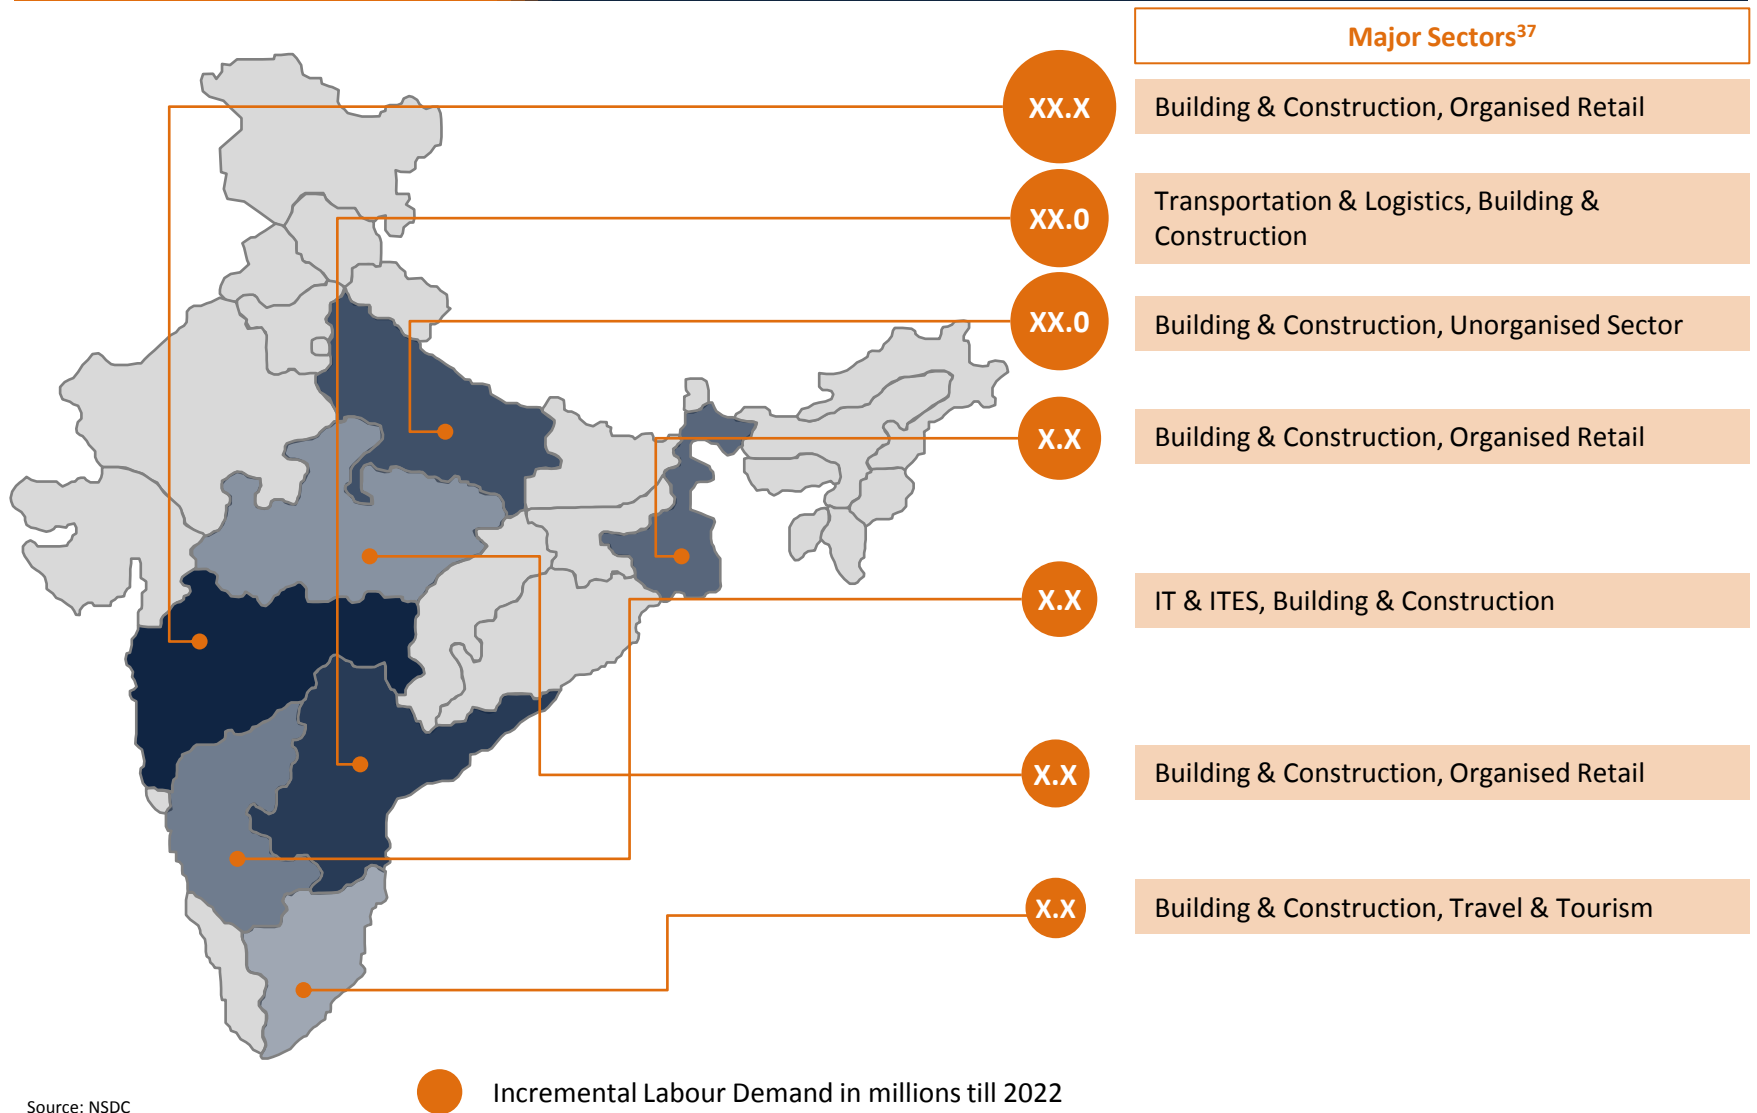 Major Sectors³⁷
XX.X
Building & Construction, Organised Retail
XX.0
Transportation & Logistics, Building &
Construction
XX.0
Building & Construction, Unorganised Sector
X.X
Building & Construction, Organised Retail
X.X
IT & ITES, Building & Construction
X.X
Building & Construction, Organised Retail
X.X
Building & Construction, Travel & Tourism
Incremental Labour Demand in millions till 2022
Source: NSDC